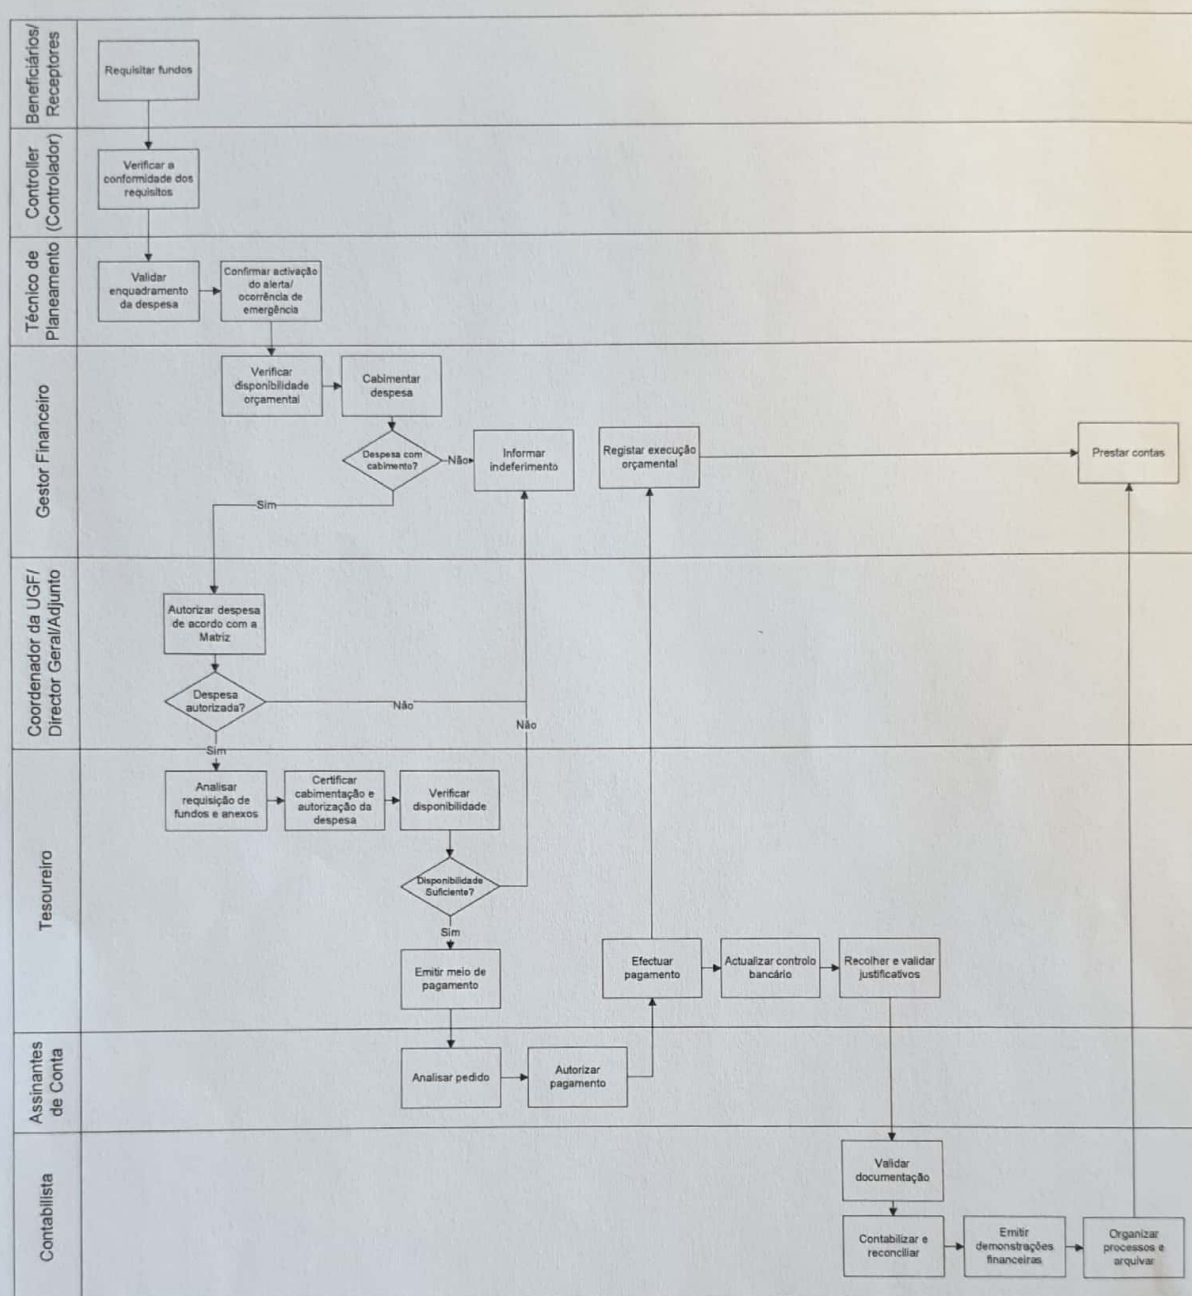 Beneficiários/
Receptores
Requisitar fundos
Controller
(Controlador)
Verificar a
conformidade dos
requisitos
Técnico de
Planeamento
Validar
enquadramento
da despesa
Confirmar activação
do alerta/
ocorrência de
emergência
Gestor Financeiro
Verificar
disponibilidade
orçamental
Cabimentar
despesa
Despesa com
cabimento?
Não
Informar
indeferimento
Sim
Registar execução
orçamental
Prestar contas
Coordenador da UGF/
Director Geral/Adjunto
Autorizar despesa
de acordo com a
Matriz
Despesa
autorizada?
Não
Não
Sim
Tesoureiro
Analisar
requisição de
fundos e anexos
Certificar
cabimentação e
autorização da
despesa
Verificar
disponibilidade
Disponibilidade
Suficiente?
Sim
Emitir meio de
pagamento
Efectuar
pagamento
Actualizar controlo
bancário
Recolher e validar
justificativos
Assinantes
de Conta
Analisar pedido
Autorizar
pagamento
Contabilista
Validar
documentação
Contabilizar e
reconciliar
Emitir
demonstrações
financeiras
Organizar
processos e
arquivar